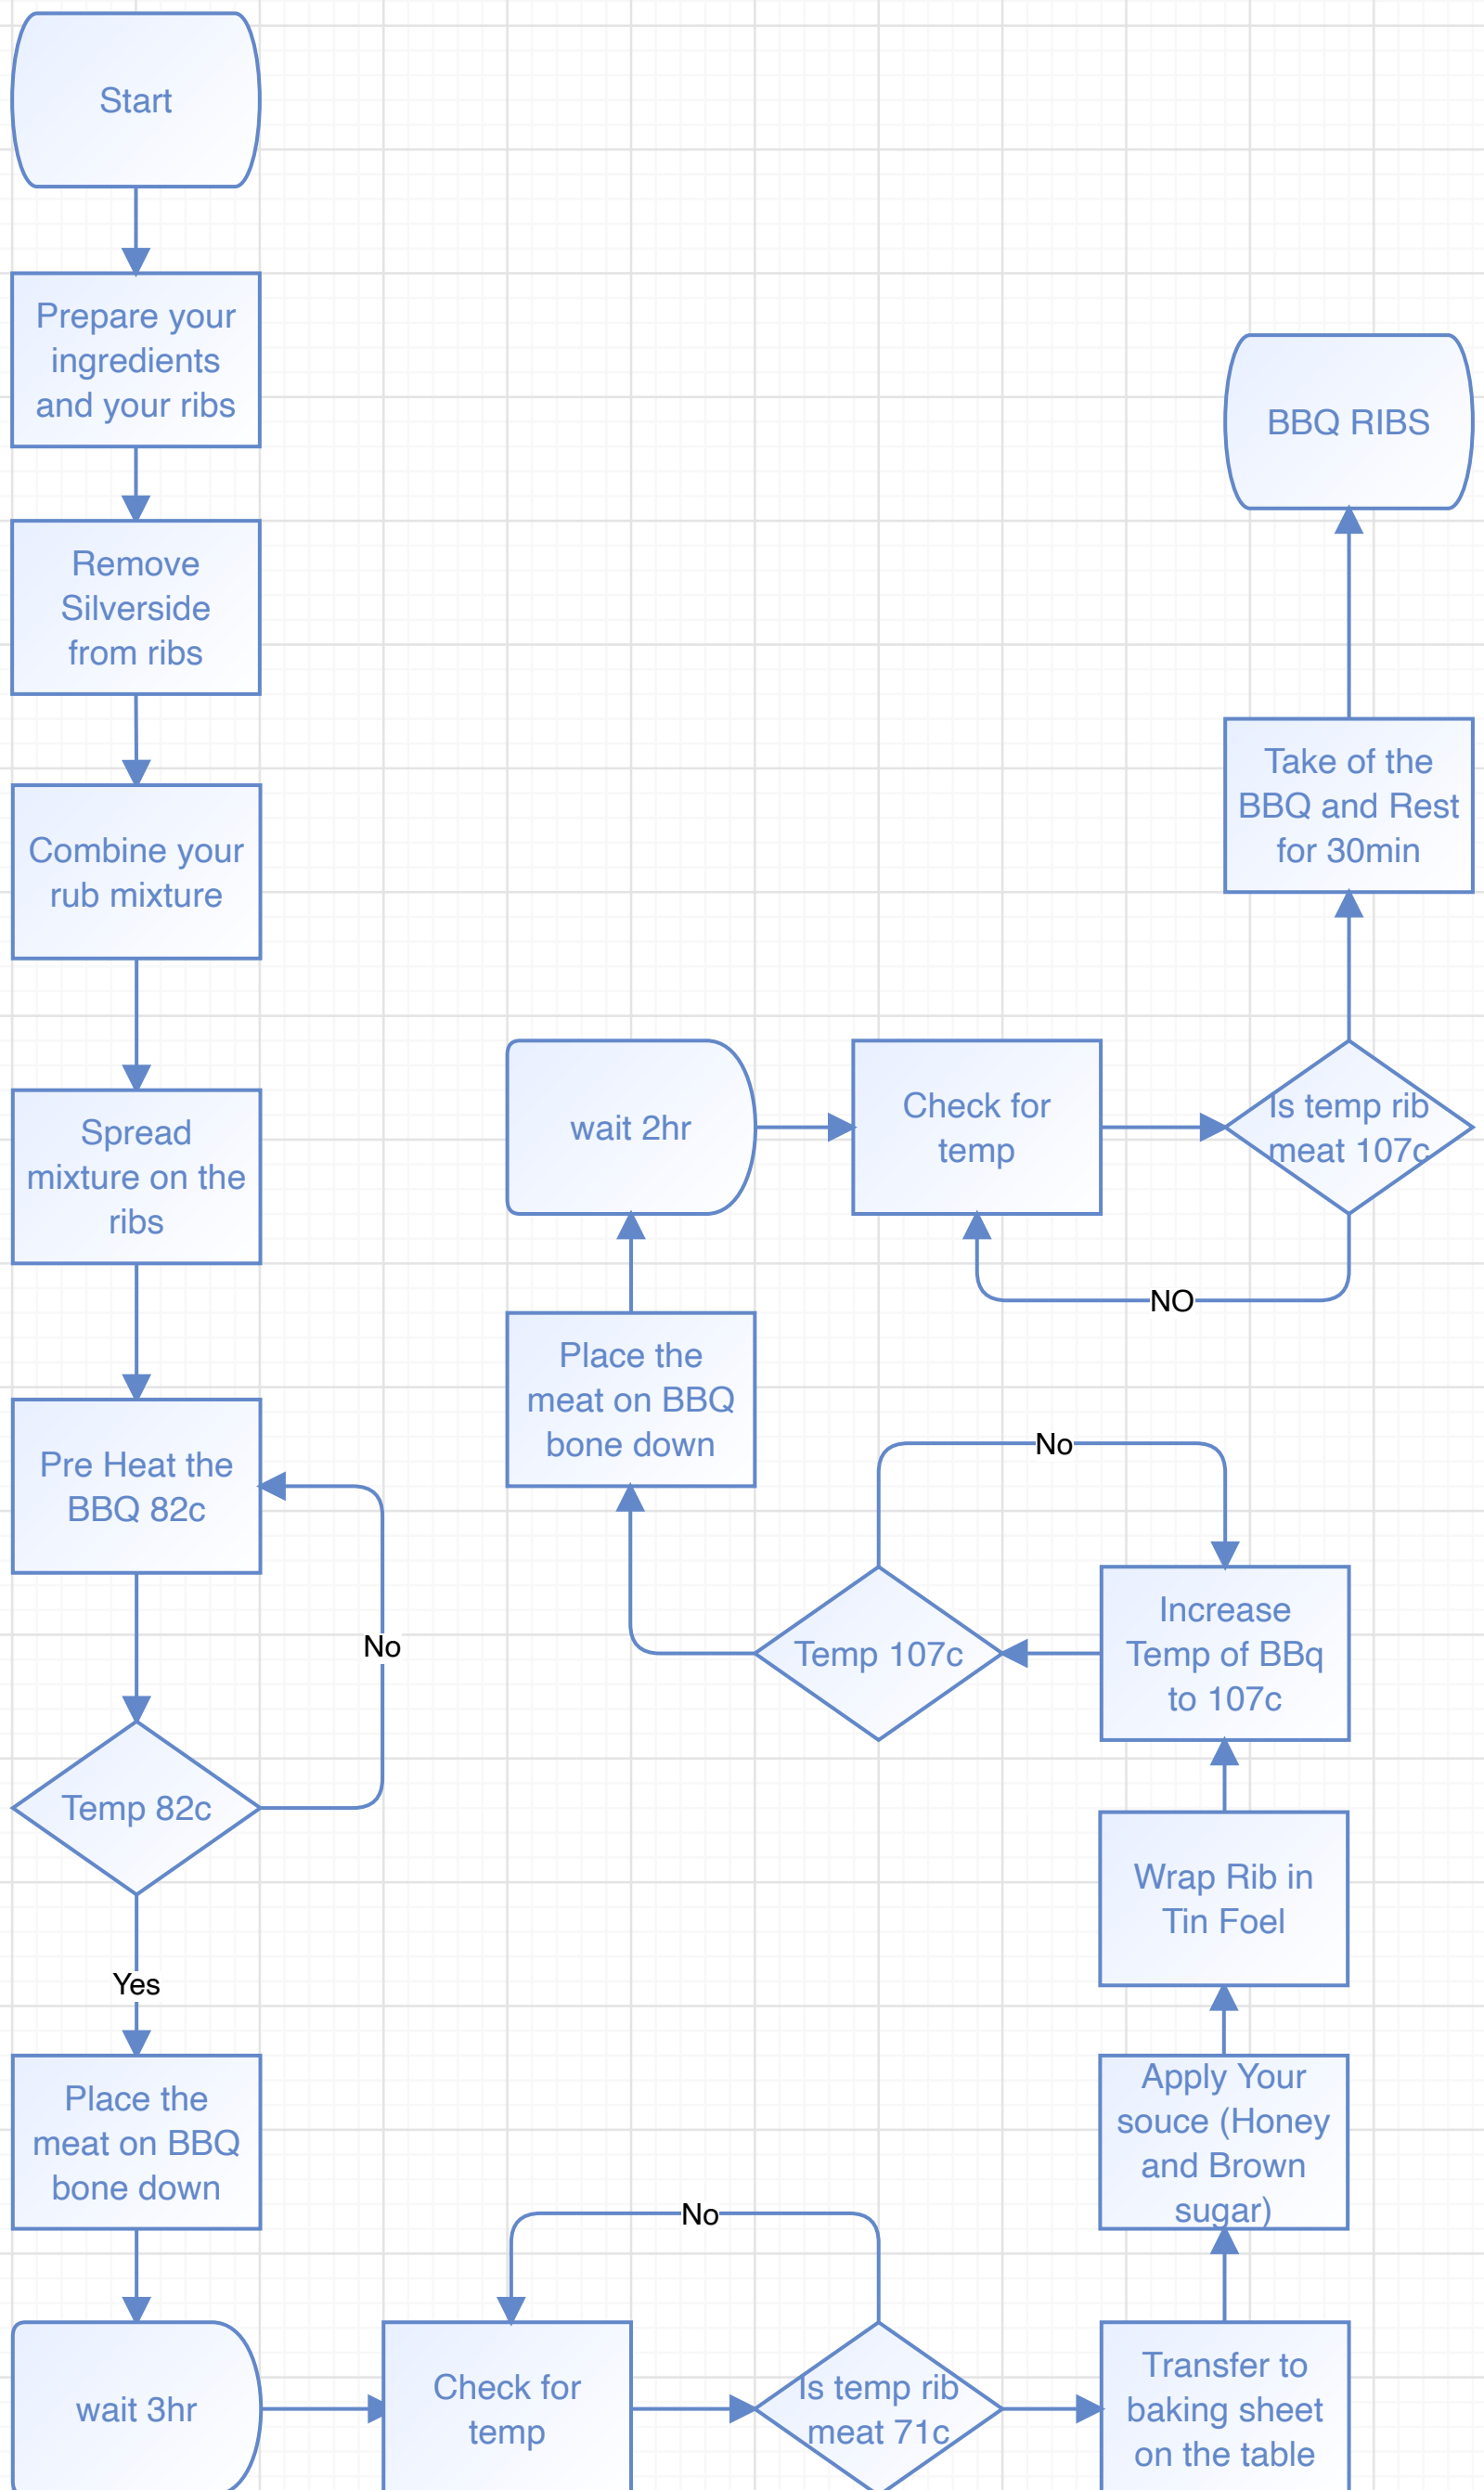 Start
Prepare your
ingredients
and your ribs
Remove
Silverside
from ribs
Combine your
rub mixture
Spread
mixture on the
ribs
Pre Heat the
BBQ 82c
No
Temp 82c
Yes
Place the
meat on BBQ
bone down
wait 3hr
Check for
temp
No
Is temp rib
meat 71c
Transfer to
baking sheet
on the table
Apply Your
souce (Honey
and Brown
sugar)
Wrap Rib in
Tin Foel
Increase
Temp of BBq
to 107c
No
Temp 107c
Place the
meat on BBQ
bone down
wait 2hr
Check for
temp
Is temp rib
meat 107c
NO
Take of the
BBQ and Rest
for 30min
BBQ RIBS